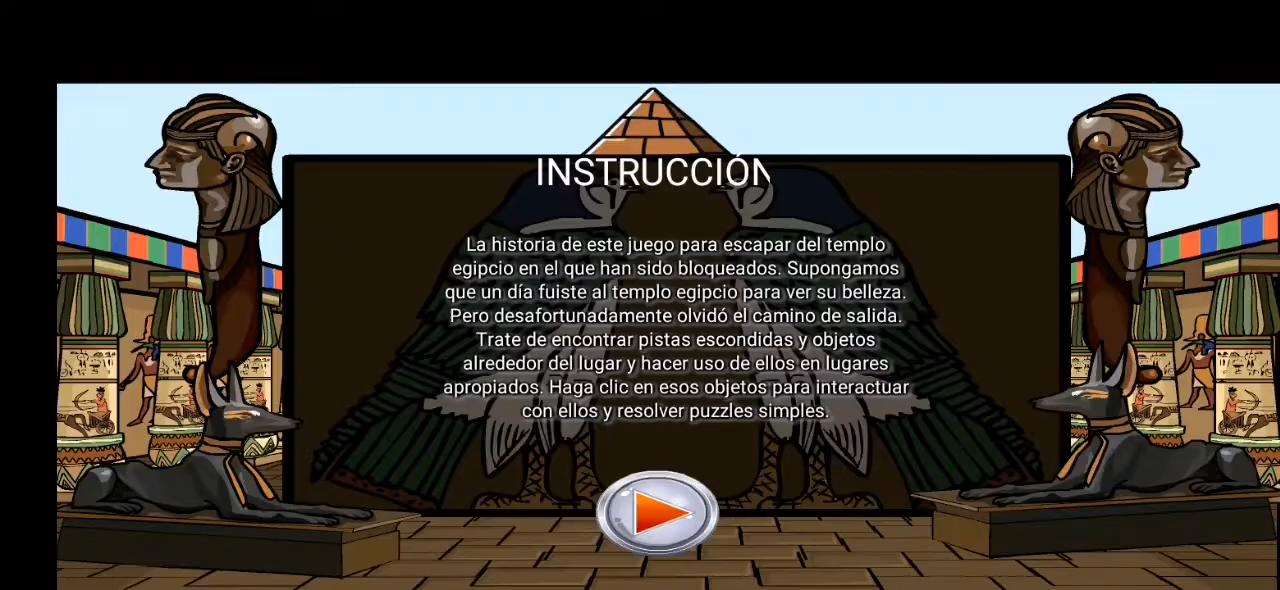 INSTRUCCIÓN
La historia de este juego para escapar del templo
egipcio en el que han sido bloqueados. Supongamos
que un día fuiste al templo egipcio para ver su belleza.
Pero desafortunadamente olvidó el camino de salida.
Trate de encontrar pistas escondidas y objetos
alrededor del lugar y hacer uso de ellos en lugares
apropiados. Haga clic en esos objetos para interactuar
con ellos y resolver puzzles simples.